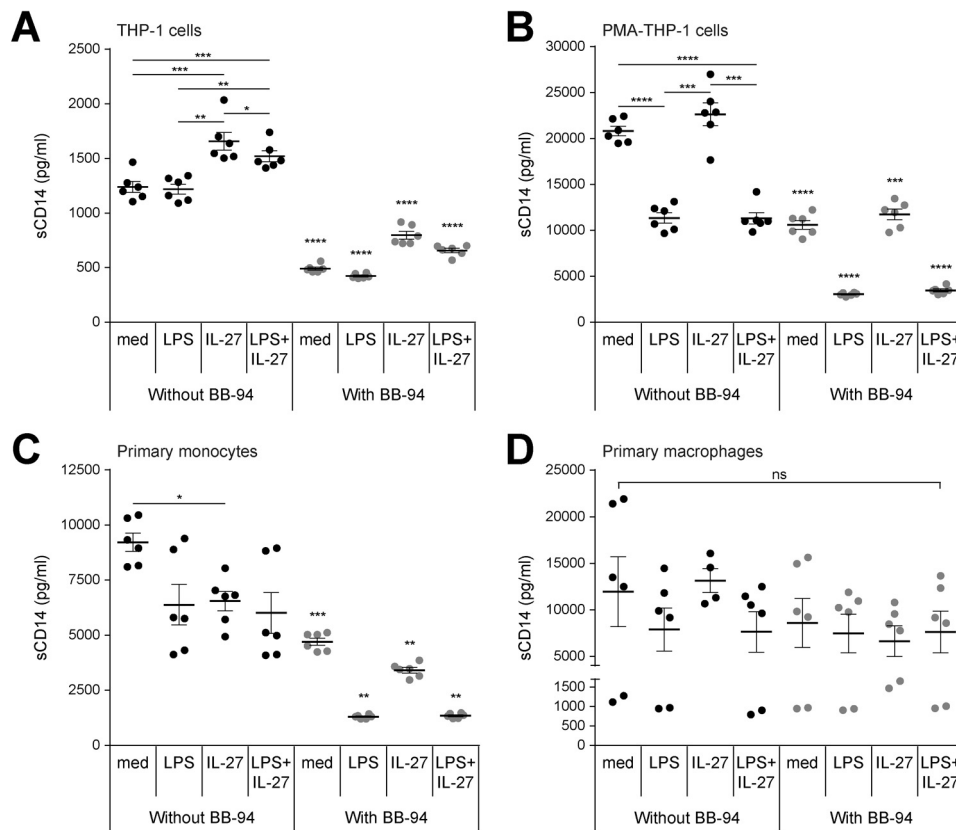 A
THP-1 cells
sCD14 (pg/ml)
2500
2000
1500
1000
500
0
***
***
**
**
*
****
****
****
****
med LPS IL-27 LPS+ IL-27 med LPS IL-27 LPS+ IL-27
Without BB-94 With BB-94
B
PMA-THP-1 cells
sCD14 (pg/ml)
30000
25000
20000
15000
10000
5000
0
****
**** *** ***
****
****
***
****
med LPS IL-27 LPS+ IL-27 med LPS IL-27 LPS+ IL-27
Without BB-94 With BB-94
C
Primary monocytes
sCD14 (pg/ml)
12500
10000
7500
5000
2500
0
*
***
**
**
**
med LPS IL-27 LPS+ IL-27 med LPS IL-27 LPS+ IL-27
Without BB-94 With BB-94
D
Primary macrophages
sCD14 (pg/ml)
25000
20000
15000
10000
5000
1000
500
0
ns
med LPS IL-27 LPS+ IL-27 med LPS IL-27 LPS+ IL-27
Without BB-94 With BB-94